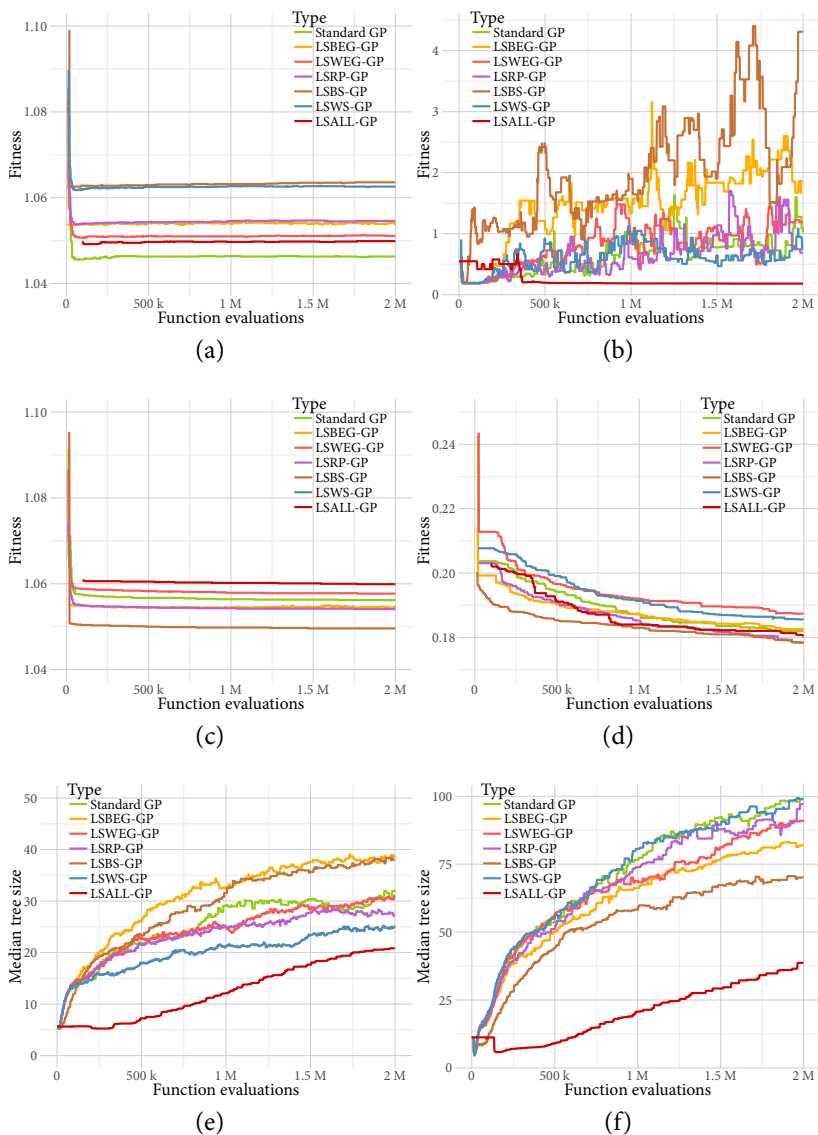 Type
1.10
Standard GP
LSBEG-GP
LSWEG-GP
LSRP-GP
1.08
LSBS-GP
LSWS-GP
LSALL-GP
Fitness
1.06
1.04
0
500 k
1 M
1.5 M
2 M
Function evaluations
(a)
Type
Standard GP
4
LSBEG-GP
LSWEG-GP
LSRP-GP
3
LSBS-GP
LSWS-GP
LSALL-GP
Fitness
2
1
0
0
500 k
1 M
1.5 M
2 M
Function evaluations
(b)
Type
1.10
Standard GP
LSBEG-GP
LSWEG-GP
LSRP-GP
1.08
LSBS-GP
LSWS-GP
LSALL-GP
Fitness
1.06
1.04
0
500 k
1 M
1.5 M
2 M
Function evaluations
(c)
Type
Standard GP
0.24
LSBEG-GP
LSWEG-GP
LSRP-GP
0.22
LSBS-GP
LSWS-GP
LSALL-GP
Fitness
0.20
0.18
0
500 k
1 M
1.5 M
2 M
Function evaluations
(d)
Type
50
Standard GP
LSBEG-GP
LSWEG-GP
40
LSRP-GP
LSBS-GP
LSWS-GP
30
LSALL-GP
Median tree size
20
10
0
0
500 k
1 M
1.5 M
2 M
Function evaluations
(e)
Type
100
Standard GP
LSBEG-GP
LSWEG-GP
LSRP-GP
75
LSBS-GP
LSWS-GP
LSALL-GP
Median tree size
50
25
0
0
500 k
1 M
1.5 M
2 M
Function evaluations
(f)